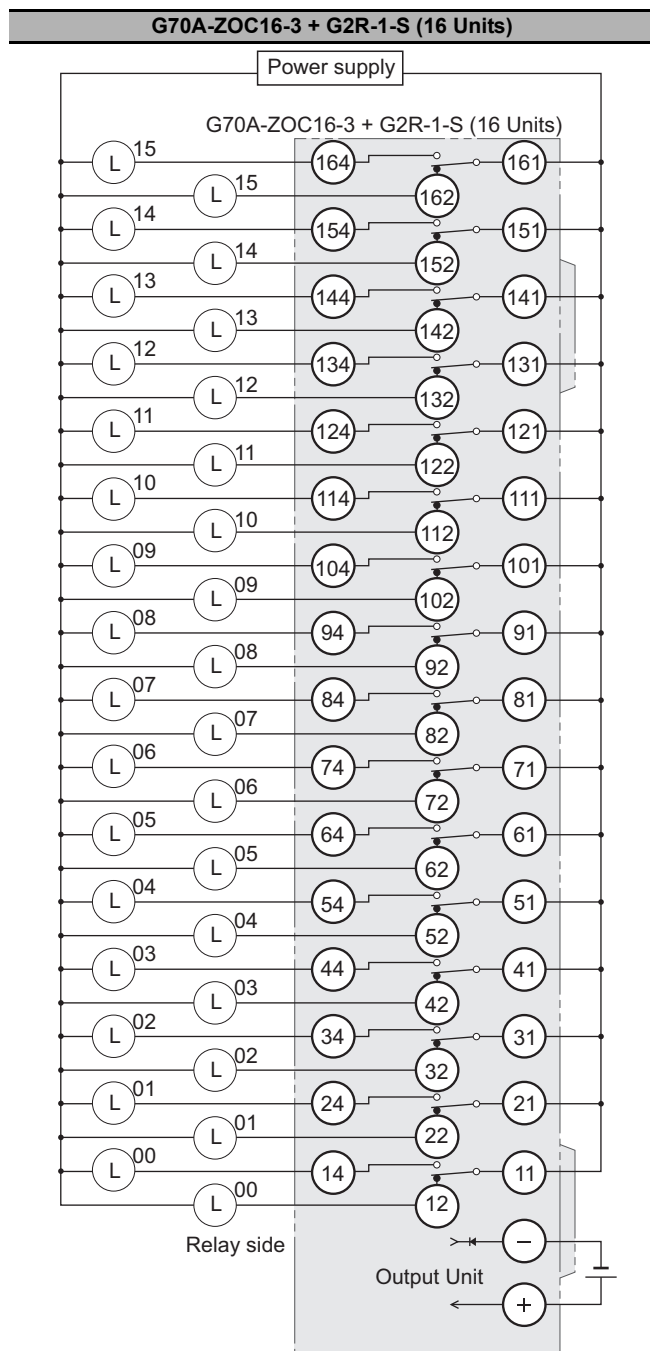 G70A-ZOC16-3 + G2R-1-S (16 Units)
Power supply
G70A-ZOC16-3 + G2R-1-S (16 Units)
L 15 164 161
L 15 162
L 14 154 151
L 14 152
L 13 144 141
L 13 142
L 12 134 131
L 12 132
L 11 124 121
L 11 122
L 10 114 111
L 10 112
L 09 104 101
L 09 102
L 08 94 91
L 08 92
L 07 84 81
L 07 82
L 06 74 71
L 06 72
L 05 64 61
L 05 62
L 04 54 51
L 04 52
L 03 44 41
L 03 42
L 02 34 31
L 02 32
L 01 24 21
L 01 22
L 00 14 11
L 00 12
Relay side
−
Output Unit
+